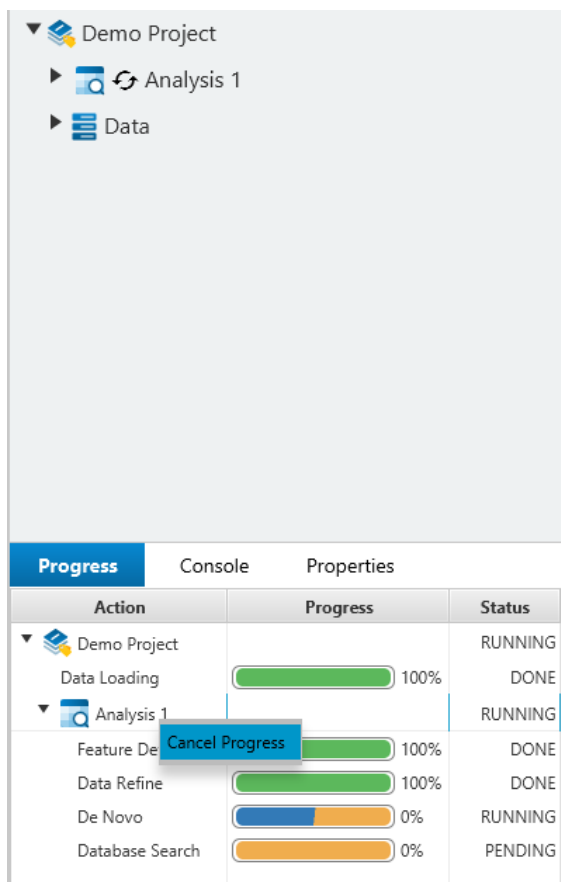 Demo Project
Analysis 1
Data
Progress Console Properties
Action Progress Status
Demo Project RUNNING
Data Loading 100% DONE
Analysis 1 RUNNING
Cancel Progress
Feature De 100% DONE
Data Refine 100% DONE
De Novo 0% RUNNING
Database Search 0% PENDING